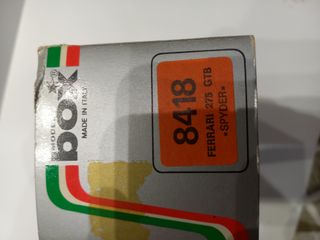 MODEL
box
MADE IN ITALY
8418
FERRARI 275 GTB
«SPYDER»